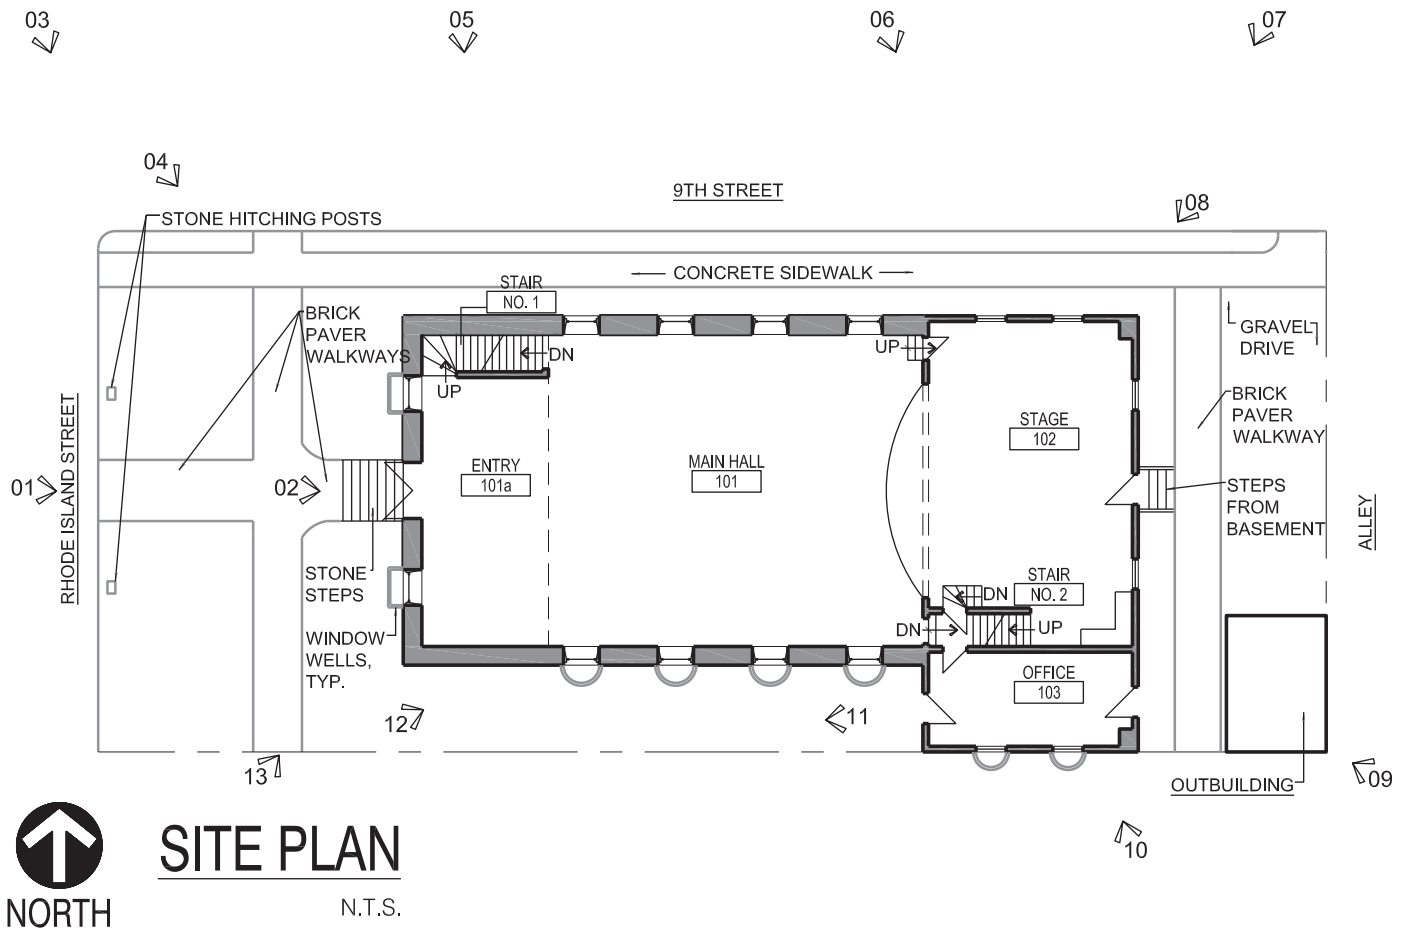 03
05
06
07
04
9TH STREET
08
STONE HITCHING POSTS
CONCRETE SIDEWALK
STAIR
NO. 1
BRICK
PAVER
WALKWAYS
DN
UP
UP
GRAVEL
DRIVE
BRICK
PAVER
WALKWAY
STAGE
102
MAIN HALL
101
ENTRY
101a
01
02
RHODE ISLAND STREET
STEPS
FROM
BASEMENT
ALLEY
STONE
STEPS
STAIR
NO. 2
DN
DN
UP
WINDOW
WELLS,
TYP.
OFFICE
103
12
11
13
OUTBUILDING
09
10
SITE PLAN
N.T.S.
NORTH